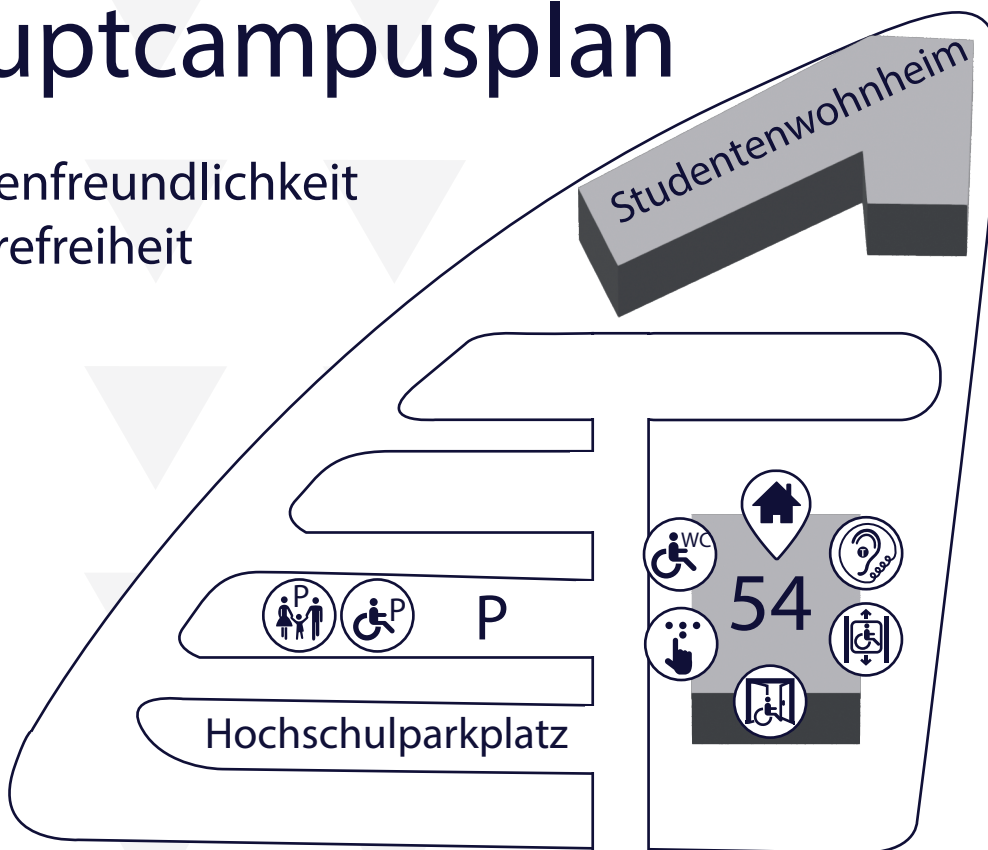 uptcampusplan
enfreundlichkeit
refreiheit
Studentenwohnheim
WC
T
54
P
P
P
Hochschulparkplatz